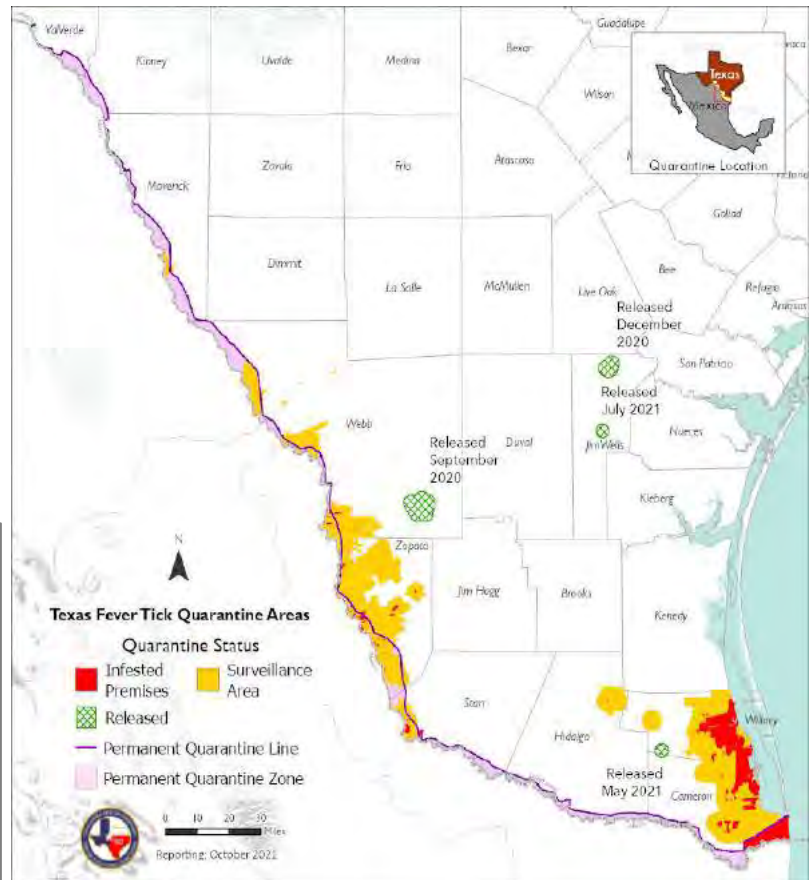 ValVerde
Kinney
Uvalde
Medina
Bexar
Guadalupe
Wilson
Texas
Mexico
Quarantine Location
Maverick
Zavala
Frio
Atascosa
Goliad
Bee
Refugio
Aransas
Dimmit
La Salle
McMullen
Live Oak
Released
December
2020
San Patricio
Released
July 2021
Webb
Duval
Jim Wells
Nueces
Released
September
2020
Kleberg
Zapata
Jim Hogg
Brooks
Kenedy
N
Texas Fever Tick Quarantine Areas
Quarantine Status
Infested
Premises
Surveillance
Area
Released
Permanent Quarantine Line
Permanent Quarantine Zone
Starr
Hidalgo
Willacy
Released
May 2021
Cameron
0 10 20 30
Miles
Reporting: October 2021